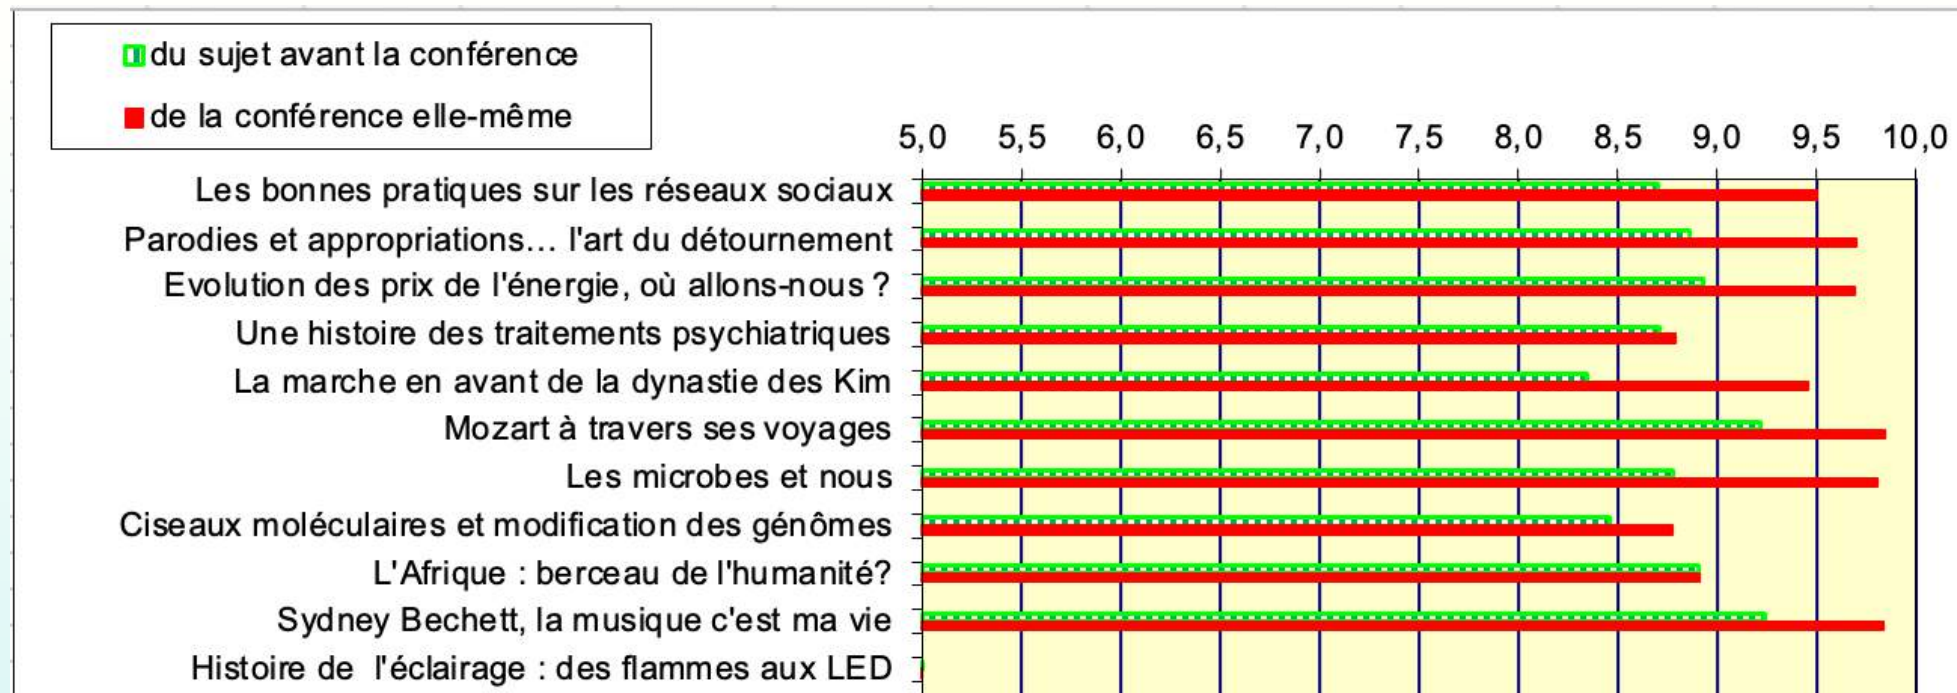 du sujet avant la conférence
de la conférence elle-même
5,0 5,5 6,0 6,5 7,0 7,5 8,0 8,5 9,0 9,5 10,0
Les bonnes pratiques sur les réseaux sociaux
Parodies et appropriations... l'art du détournement
Evolution des prix de l'énergie, où allons-nous ?
Une histoire des traitements psychiatriques
La marche en avant de la dynastie des Kim
Mozart à travers ses voyages
Les microbes et nous
Ciseaux moléculaires et modification des génômes
L'Afrique : berceau de l'humanité?
Sydney Bechett, la musique c'est ma vie
Histoire de  l'éclairage : des flammes aux LED